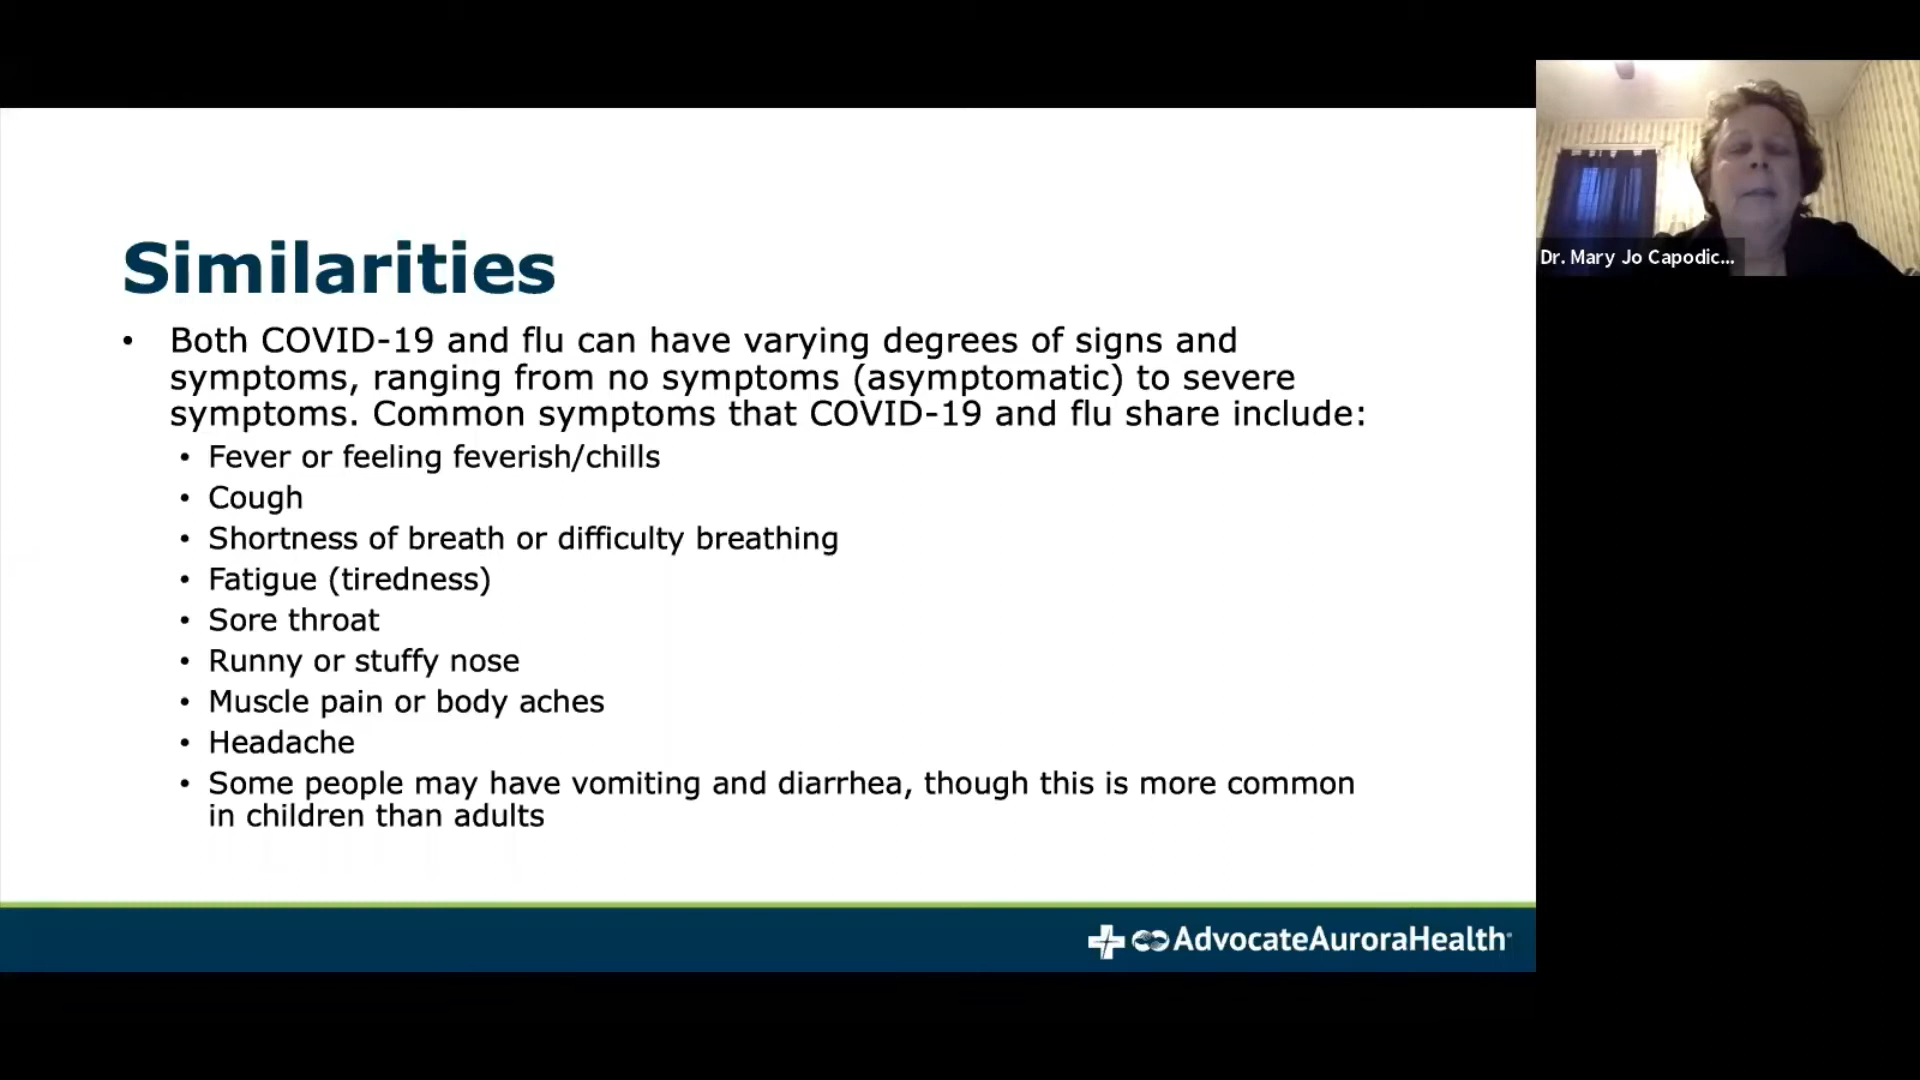 Similarities
• Both COVID-19 and flu can have varying degrees of signs and
symptoms, ranging from no symptoms (asymptomatic) to severe
symptoms. Common symptoms that COVID-19 and flu share include:
• Fever or feeling feverish/chills
• Cough
• Shortness of breath or difficulty breathing
• Fatigue (tiredness)
• Sore throat
• Runny or stuffy nose
• Muscle pain or body aches
• Headache
• Some people may have vomiting and diarrhea, though this is more common
in children than adults
AdvocateAuroraHealth
Dr. Mary Jo Capodic...